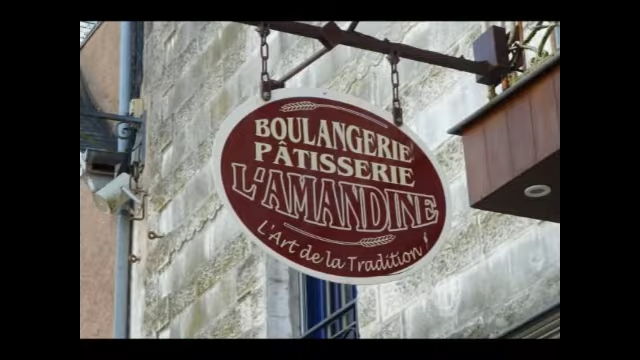 BOULANGERIE
PÂTISSERIE
L'AMANDINE
L'Art de la Tradition !